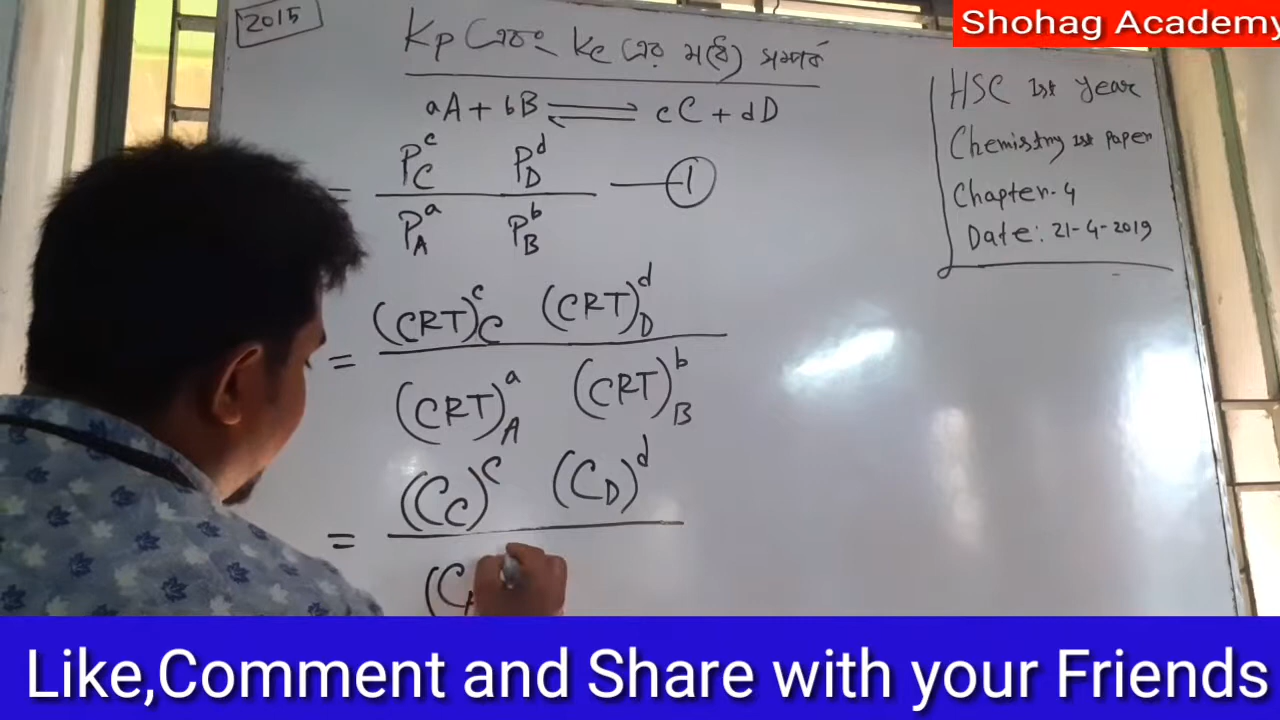 Shohag Academy
2015
Kp এবং Kc এর মধ্যে সম্পর্ক
aA + bB ⇌ cC + dD
= P_C^c P_D^d / P_A^a P_B^b —①
= (CRT)_C^c (CRT)_D^d / (CRT)_A^a (CRT)_B^b
= (C_C)^c (C_D)^d
(C
HSC 1st year
Chemistry 1st Paper
Chapter-4
Date: 21-4-2019
Like,Comment and Share with your Friends